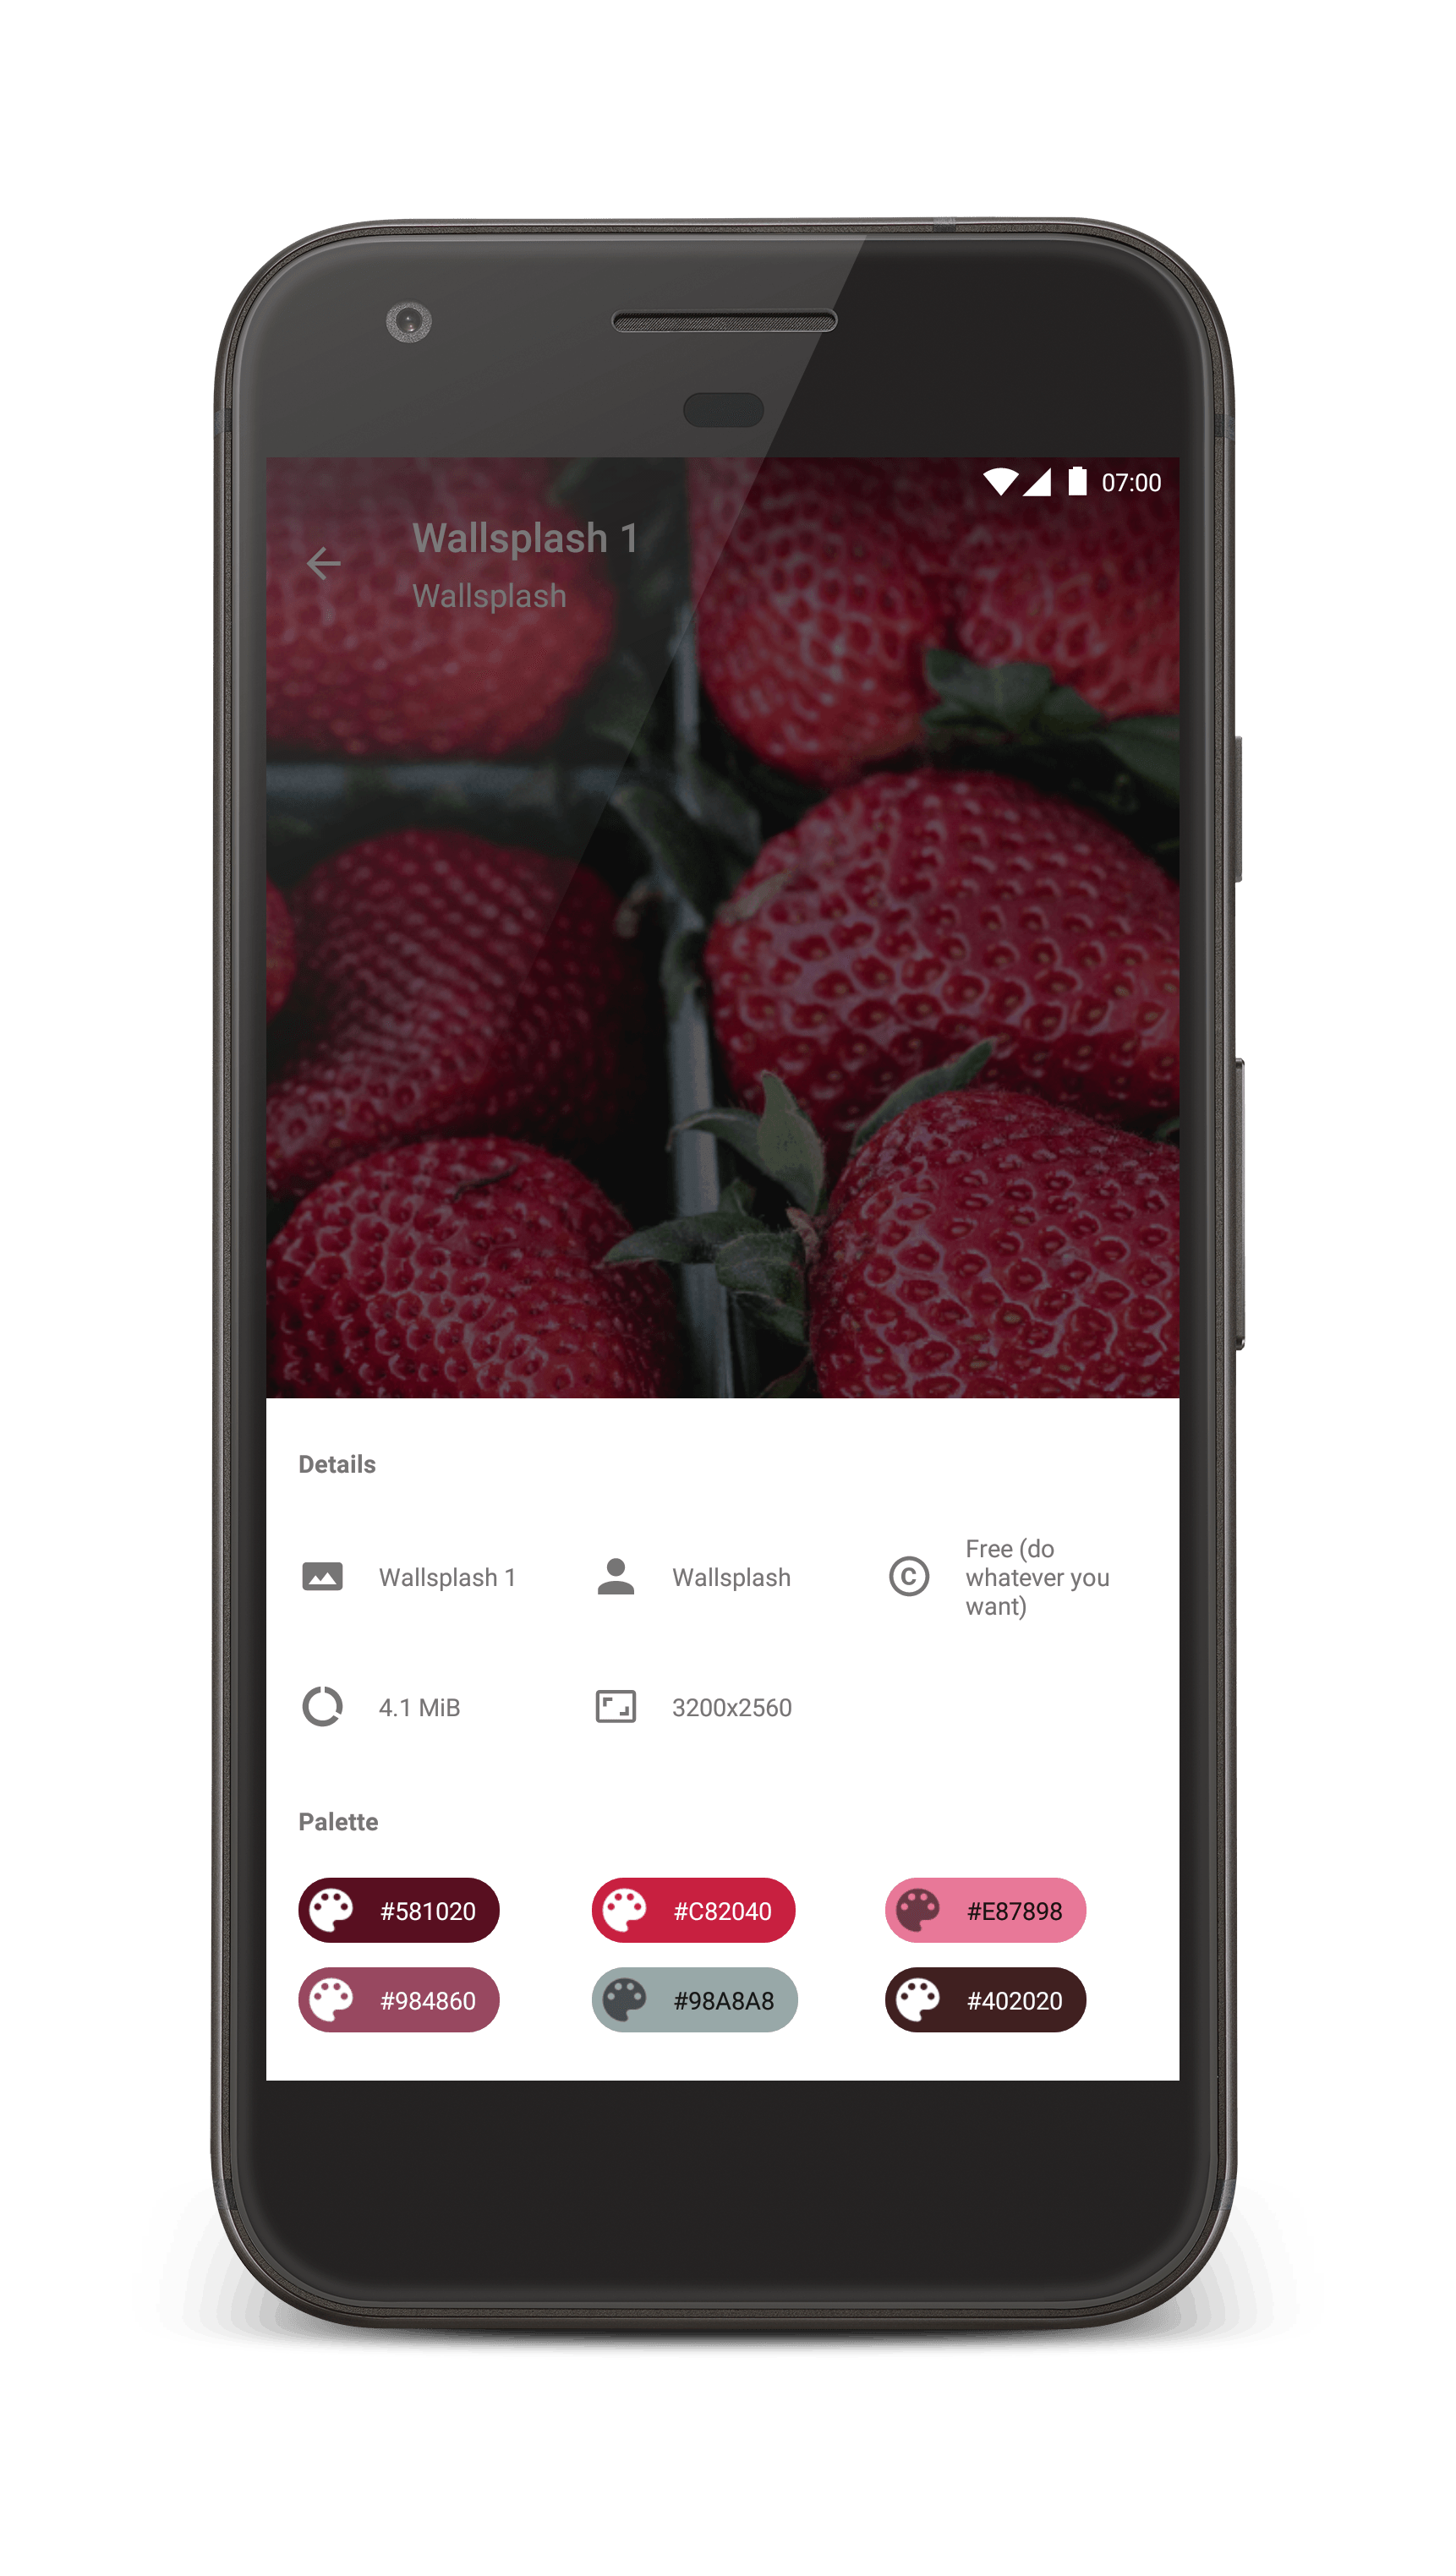 07:00
Wallsplash 1
Wallsplash
Details
Wallsplash 1
Wallsplash
Free (do
whatever you
want)
4.1 MiB
3200x2560
Palette
#581020
#C82040
#E87898
#984860
#98A8A8
#402020